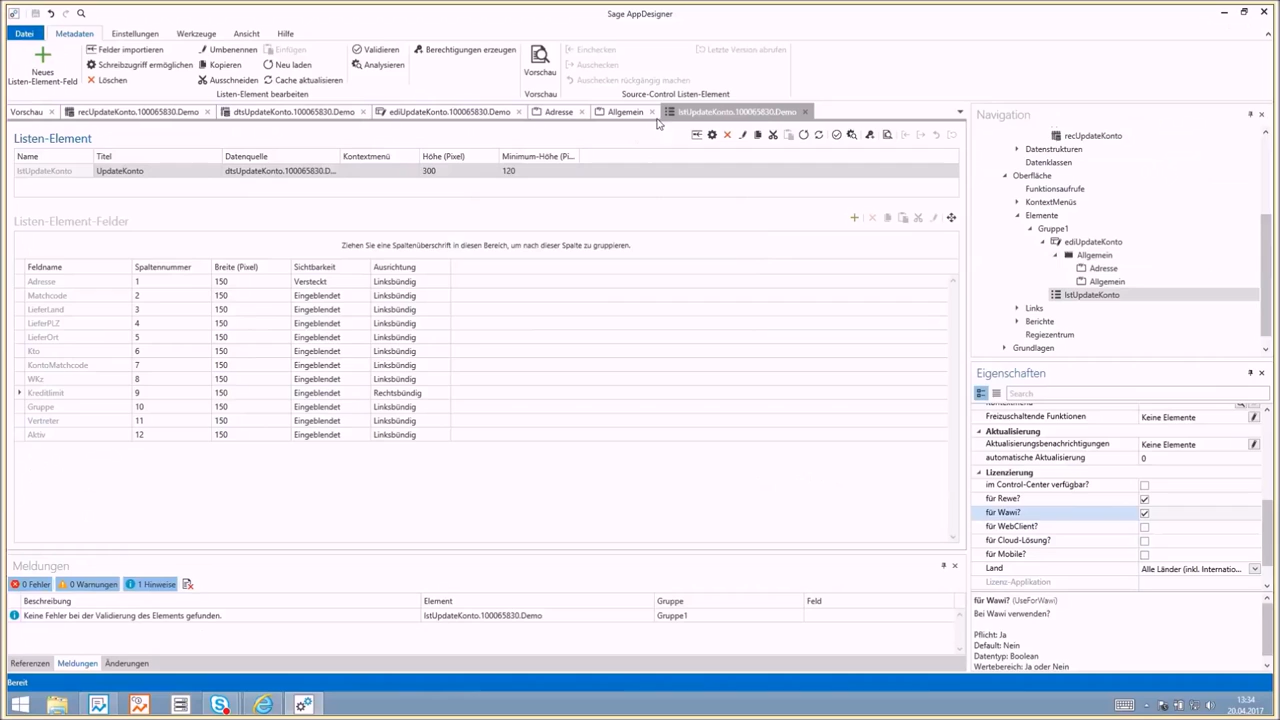 Sage AppDesigner
Datei Metadaten Einstellungen Werkzeuge Ansicht Hilfe
Neues
Listen-Element-Feld
Felder importieren
Schreibzugriff ermöglichen
Löschen
Umbenennen
Kopieren
Ausschneiden
Einfügen
Neu laden
Cache aktualisieren
Listen-Element bearbeiten
Validieren
Analysieren
Berechtigungen erzeugen
Vorschau
Vorschau
Einchecken
Auschecken
Auschecken rückgängig machen
Letzte Version abrufen
Source-Control Listen-Element
Vorschau recUpdateKonto.100065830.Demo dtsUpdateKonto.100065830.Demo ediUpdateKonto.100065830.Demo Adresse Allgemein lstUpdateKonto.100065830.Demo
Listen-Element
Name Titel Datenquelle Kontextmenü Höhe (Pixel) Minimum-Höhe (Pi...
lstUpdateKonto UpdateKonto dtsUpdateKonto.100065830.D... 300 120
Listen-Element-Felder
Ziehen Sie eine Spaltenüberschrift in diesen Bereich, um nach dieser Spalte zu gruppieren.
Feldname Spaltennummer Breite (Pixel) Sichtbarkeit Ausrichtung
Adresse 1 150 Versteckt Linksbündig
Matchcode 2 150 Eingeblendet Linksbündig
LieferLand 3 150 Eingeblendet Linksbündig
LieferPLZ 4 150 Eingeblendet Linksbündig
LieferOrt 5 150 Eingeblendet Linksbündig
Kto 6 150 Eingeblendet Linksbündig
KontoMatchcode 7 150 Eingeblendet Linksbündig
WKz 8 150 Eingeblendet Linksbündig
Kreditlimit 9 150 Eingeblendet Rechtsbündig
Gruppe 10 150 Eingeblendet Linksbündig
Vertreter 11 150 Eingeblendet Linksbündig
Aktiv 12 150 Eingeblendet Linksbündig
Meldungen
0 Fehler 0 Warnungen 1 Hinweise
Beschreibung Element Gruppe Feld
Keine Fehler bei der Validierung des Elements gefunden. lstUpdateKonto.100065830.Demo Gruppe1
Referenzen Meldungen Änderungen
Bereit
Navigation
recUpdateKonto
Datenstrukturen
Datenklassen
Oberfläche
Funktionsaufrufe
KontextMenüs
Elemente
Gruppe1
ediUpdateKonto
Allgemein
Adresse
Allgemein
lstUpdateKonto
Links
Berichte
Regiezentrum
Grundlagen
Eigenschaften
Search
Freizuschaltende Funktionen Keine Elemente
Aktualisierung
Aktualisierungsbenachrichtigungen Keine Elemente
automatische Aktualisierung 0
Lizenzierung
im Control-Center verfügbar?
für Rewe?
für Wawi?
für WebClient?
für Cloud-Lösung?
für Mobile?
Land Alle Länder (inkl. Internatio...
Lizenz-Applikation
für Wawi? (UseForWawi)
Bei Wawi verwenden?
Pflicht: Ja
Default: Nein
Datentyp: Boolean
Wertebereich: Ja oder Nein
13:34
20.04.2017